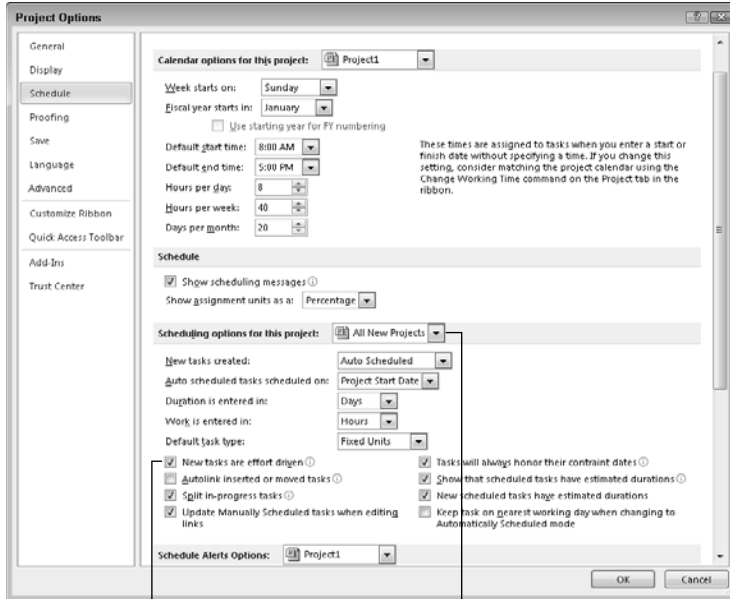 Project Options
General
Display
Schedule
Proofing
Save
Language
Advanced
Customize Ribbon
Quick Access Toolbar
Add-Ins
Trust Center
Calendar options for this project: Project1
Week starts on: Sunday
Fiscal year starts in: January
Use starting year for FY numbering
Default start time: 8:00 AM
Default end time: 5:00 PM
Hours per day: 8
Hours per week: 40
Days per month: 20
These times are assigned to tasks when you enter a start or
finish date without specifying a time. If you change this
setting, consider matching the project calendar using the
Change Working Time command on the Project tab in the
ribbon.
Schedule
Show scheduling messages
Show assignment units as a: Percentage
Scheduling options for this project: All New Projects
New tasks created: Auto Scheduled
Auto scheduled tasks scheduled on: Project Start Date
Duration is entered in: Days
Work is entered in: Hours
Default task type: Fixed Units
New tasks are effort driven
Autolink inserted or moved tasks
Split in-progress tasks
Update Manually Scheduled tasks when editing
links
Tasks will always honor their contraint dates
Show that scheduled tasks have estimated durations
New scheduled tasks have estimated durations
Keep task on nearest working day when changing to
Automatically Scheduled mode
Schedule Alerts Options: Project1
OK
Cancel